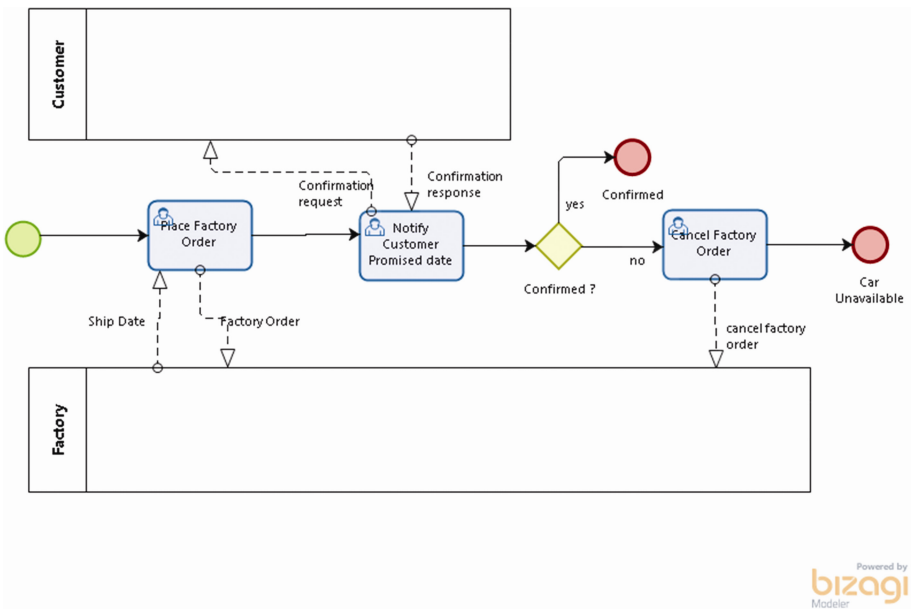 Customer
Confirmation
request
Confirmation
response
yes
Confirmed
Place Factory
Order
Notify
Customer
Promised date
Cancel Factory
Order
no
Confirmed ?
Car
Unavailable
Ship Date
Factory Order
cancel factory
order
Factory
Powered by
bizagi
Modeler